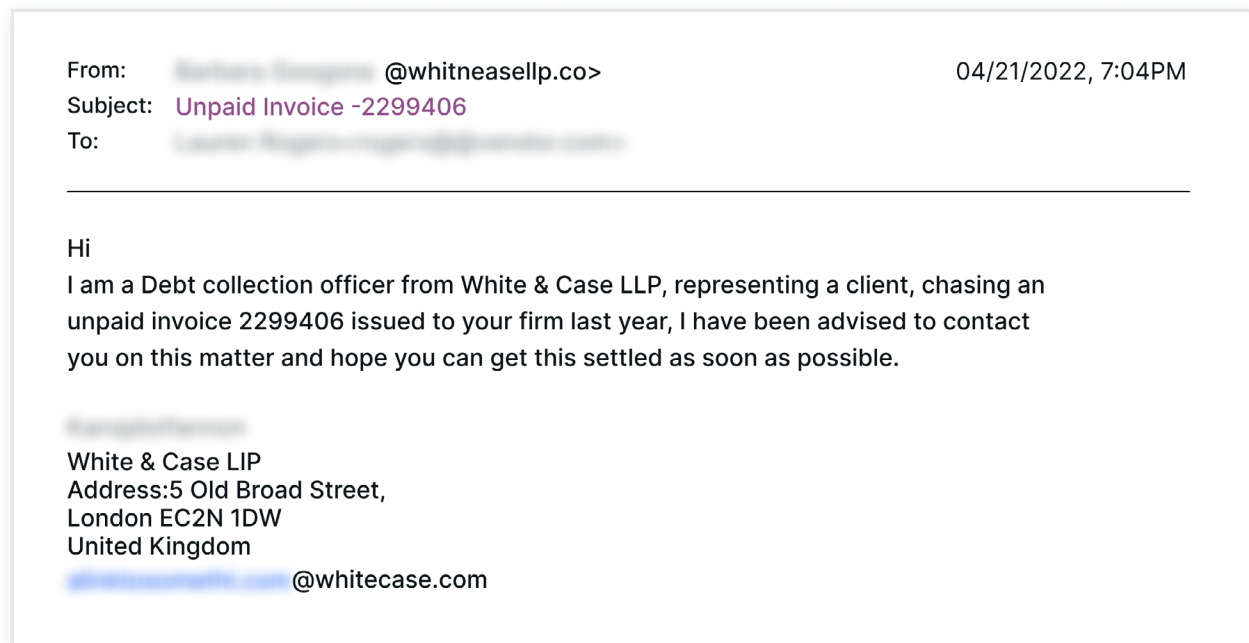 From: @whitneasellp.co> 04/21/2022, 7:04PM
Subject: Unpaid Invoice -2299406
To:
Hi
I am a Debt collection officer from White & Case LLP, representing a client, chasing an
unpaid invoice 2299406 issued to your firm last year, I have been advised to contact
you on this matter and hope you can get this settled as soon as possible.
White & Case LIP
Address:5 Old Broad Street,
London EC2N 1DW
United Kingdom
@whitecase.com